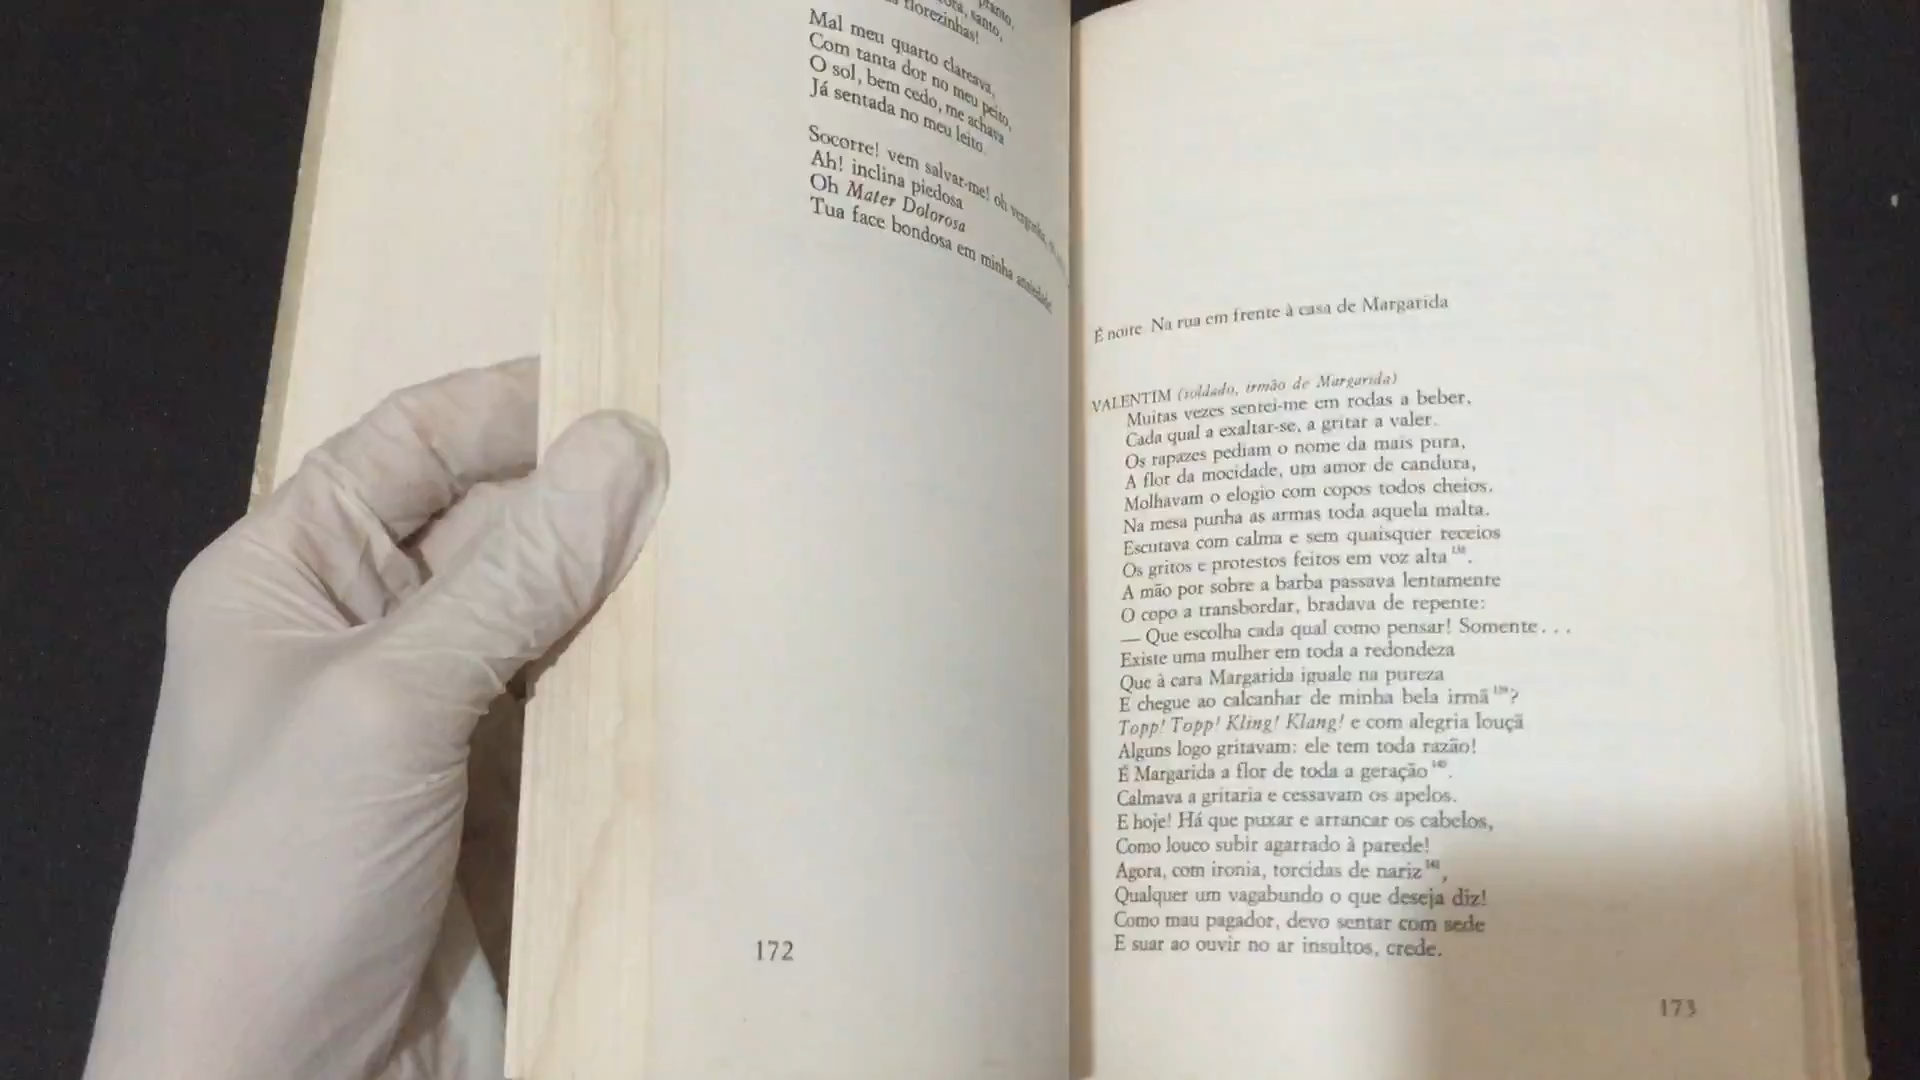 pranto,
santo,
florezinhas!
Mal meu quarto clareava,
Com tanta dor no meu peito,
O sol, bem cedo, me achava
Já sentada no meu leito.
Socorre! vem salvar-me! oh
Ah! inclina piedosa
Oh Mater Dolorosa
Tua face bondosa em minha ansiedade!
172
É noite. Na rua em frente à casa de Margarida
VALENTIM (soldado, irmão de Margarida)
Muitas vezes sentei-me em rodas a beber,
Cada qual a exaltar-se, a gritar a valer.
Os rapazes pediam o nome da mais pura,
A flor da mocidade, um amor de candura,
Molhavam o elogio com copos todos cheios.
Na mesa punha as armas toda aquela malta.
Escutava com calma e sem quaisquer receios
Os gritos e protestos feitos em voz alta 138.
A mão por sobre a barba passava lentamente
O copo a transbordar, bradava de repente:
— Que escolha cada qual como pensar! Somente...
Existe uma mulher em toda a redondeza
Que à cara Margarida iguale na pureza
E chegue ao calcanhar de minha bela irmã 139?
Topp! Topp! Kling! Klang! e com alegria louçã
Alguns logo gritavam: ele tem toda razão!
É Margarida a flor de toda a geração 140.
Calmava a gritaria e cessavam os apelos.
E hoje! Há que puxar e arrancar os cabelos,
Como louco subir agarrado à parede!
Agora, com ironia, torcidas de nariz 141,
Qualquer um vagabundo o que deseja diz!
Como mau pagador, devo sentar com sede
E suar ao ouvir no ar insultos, crede.
173